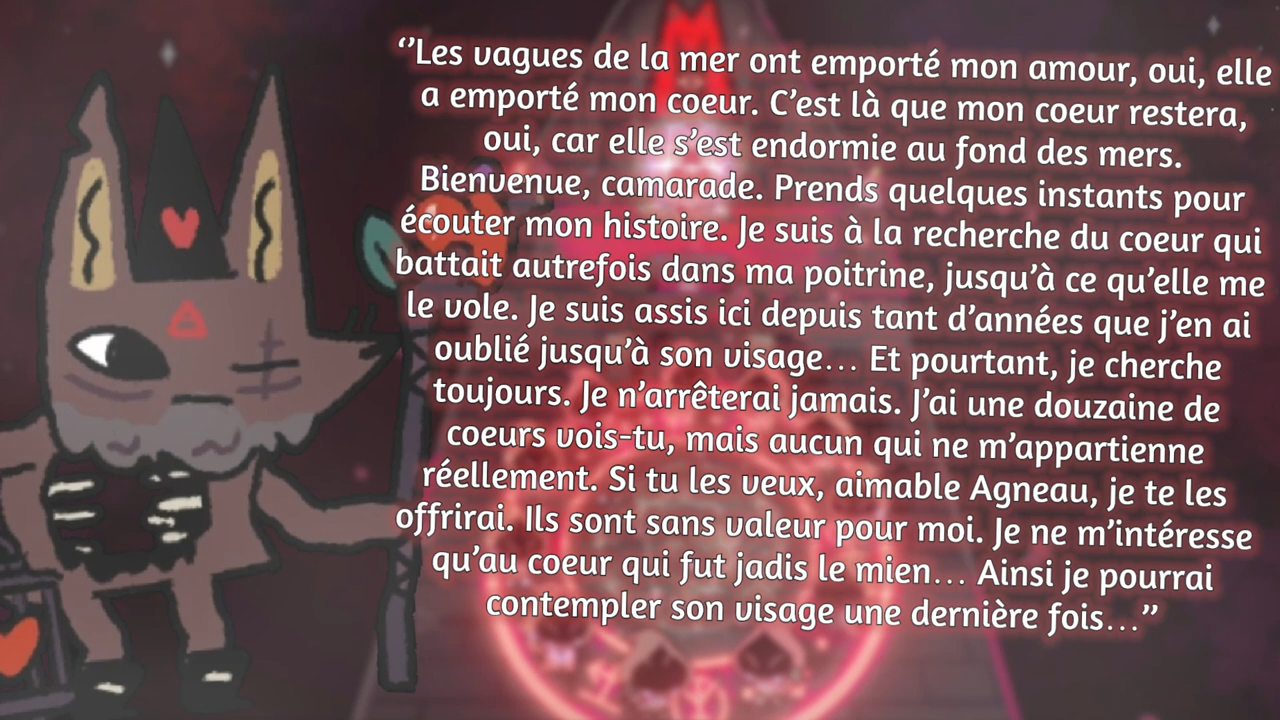 ‘’Les vagues de la mer ont emporté mon amour, oui, elle
a emporté mon coeur. C’est là que mon coeur restera,
oui, car elle s’est endormie au fond des mers.
Bienvenue, camarade. Prends quelques instants pour
écouter mon histoire. Je suis à la recherche du coeur qui
battait autrefois dans ma poitrine, jusqu’à ce qu’elle me
le vole. Je suis assis ici depuis tant d’années que j’en ai
oublié jusqu’à son visage… Et pourtant, je cherche
toujours. Je n’arrêterai jamais. J’ai une douzaine de
coeurs vois-tu, mais aucun qui ne m’appartienne
réellement. Si tu les veux, aimable Agneau, je te les
offrirai. Ils sont sans valeur pour moi. Je ne m’intéresse
qu’au coeur qui fut jadis le mien… Ainsi je pourrai
contempler son visage une dernière fois…’’